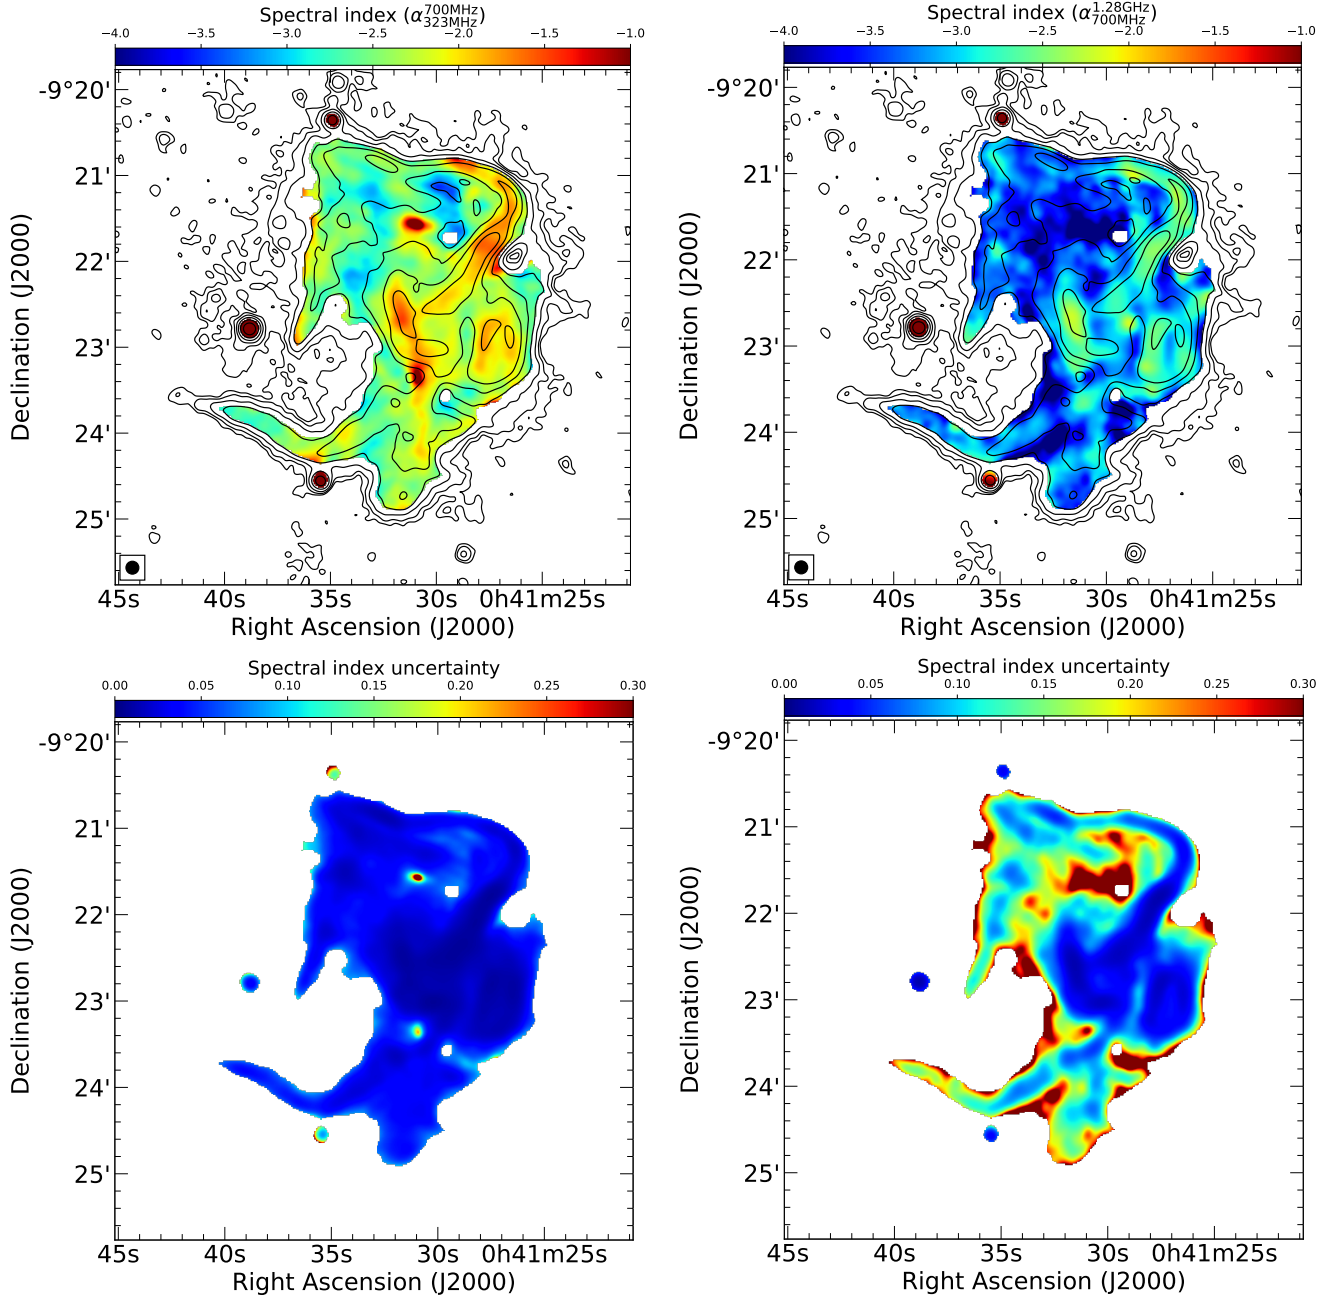 Spectral index (α^{700MHz}_{323MHz})
−4.0 −3.5 −3.0 −2.5 −2.0 −1.5 −1.0
-9°20'
21'
22'
23'
24'
25'
Declination (J2000)
45s 40s 35s 30s 0h41m25s
Right Ascension (J2000)
Spectral index (α^{1.28GHz}_{700MHz})
−4.0 −3.5 −3.0 −2.5 −2.0 −1.5 −1.0
-9°20'
21'
22'
23'
24'
25'
Declination (J2000)
45s 40s 35s 30s 0h41m25s
Right Ascension (J2000)
Spectral index uncertainty
0.00 0.05 0.10 0.15 0.20 0.25 0.30
-9°20'
21'
22'
23'
24'
25'
Declination (J2000)
45s 40s 35s 30s 0h41m25s
Right Ascension (J2000)
Spectral index uncertainty
0.00 0.05 0.10 0.15 0.20 0.25 0.30
-9°20'
21'
22'
23'
24'
25'
Declination (J2000)
45s 40s 35s 30s 0h41m25s
Right Ascension (J2000)